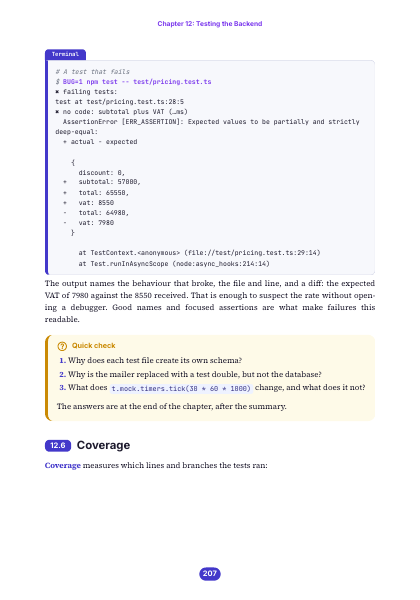 Chapter 12: Testing the Backend
Terminal
# A test that fails
$ BUG=1 npm test -- test/pricing.test.ts
✖ failing tests:
test at test/pricing.test.ts:28:5
✖ no code: subtotal plus VAT (…ms)
AssertionError [ERR_ASSERTION]: Expected values to be partially and strictly
deep-equal:
+ actual - expected
{
discount: 0,
+ subtotal: 57000,
+ total: 65550,
+ vat: 8550
- total: 64980,
- vat: 7980
}
at TestContext.<anonymous> (file://test/pricing.test.ts:29:14)
at Test.runInAsyncScope (node:async_hooks:214:14)
The output names the behaviour that broke, the file and line, and a diff: the expected
VAT of 7980 against the 8550 received. That is enough to suspect the rate without open-
ing a debugger. Good names and focused assertions are what make failures this
readable.
Quick check
1. Why does each test file create its own schema?
2. Why is the mailer replaced with a test double, but not the database?
3. What does t.mock.timers.tick(30 * 60 * 1000) change, and what does it not?
The answers are at the end of the chapter, after the summary.
12.6 Coverage
Coverage measures which lines and branches the tests ran:
207